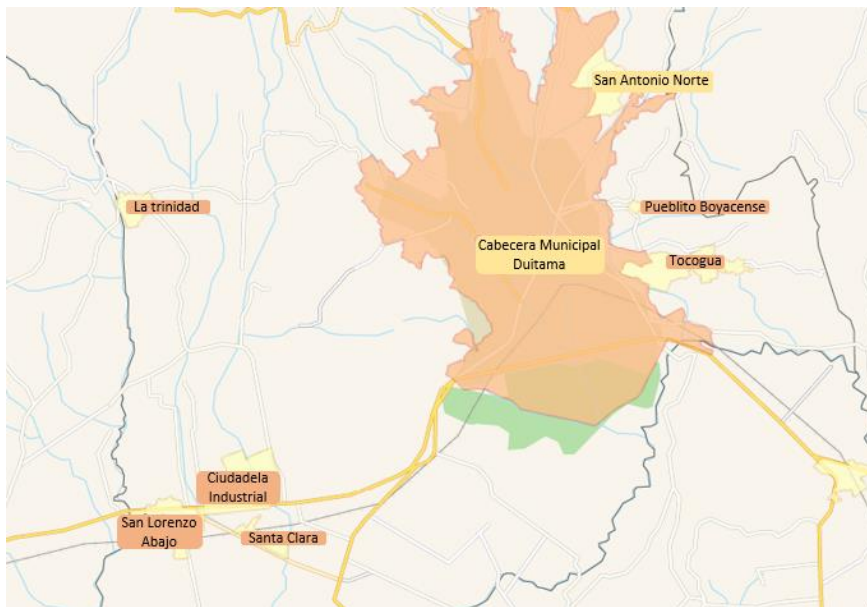 San Antonio Norte
La trinidad
Pueblito Boyacense
Cabecera Municipal
Duitama
Tocogua
Ciudadela
Industrial
San Lorenzo
Abajo
Santa Clara